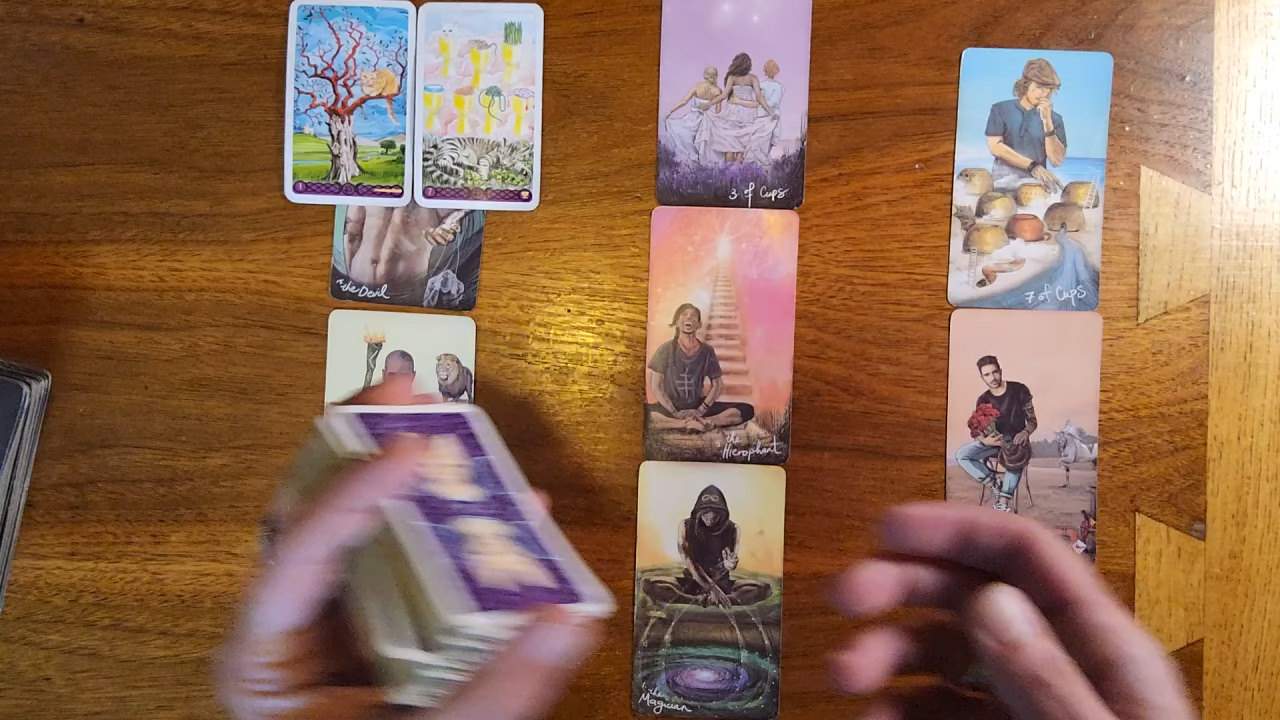 the Devil
3 of Cups
the
Hierophant
the
Magician
7 of Cups